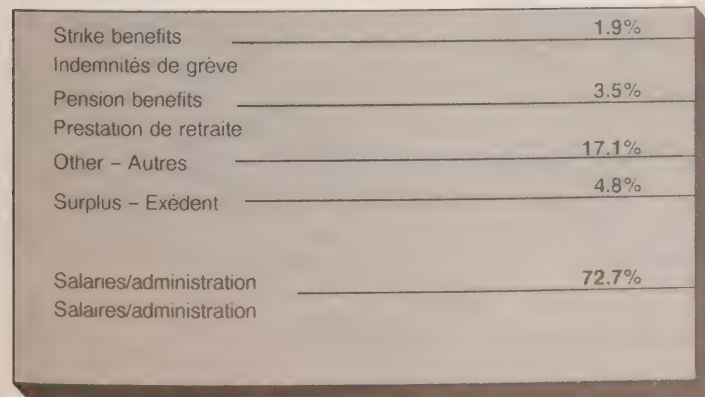 Strike benefits 1.9%
Indemnités de grève
Pension benefits 3.5%
Prestation de retraite
Other – Autres 17.1%
Surplus – Exédent 4.8%
Salaries/administration 72.7%
Salaires/administration